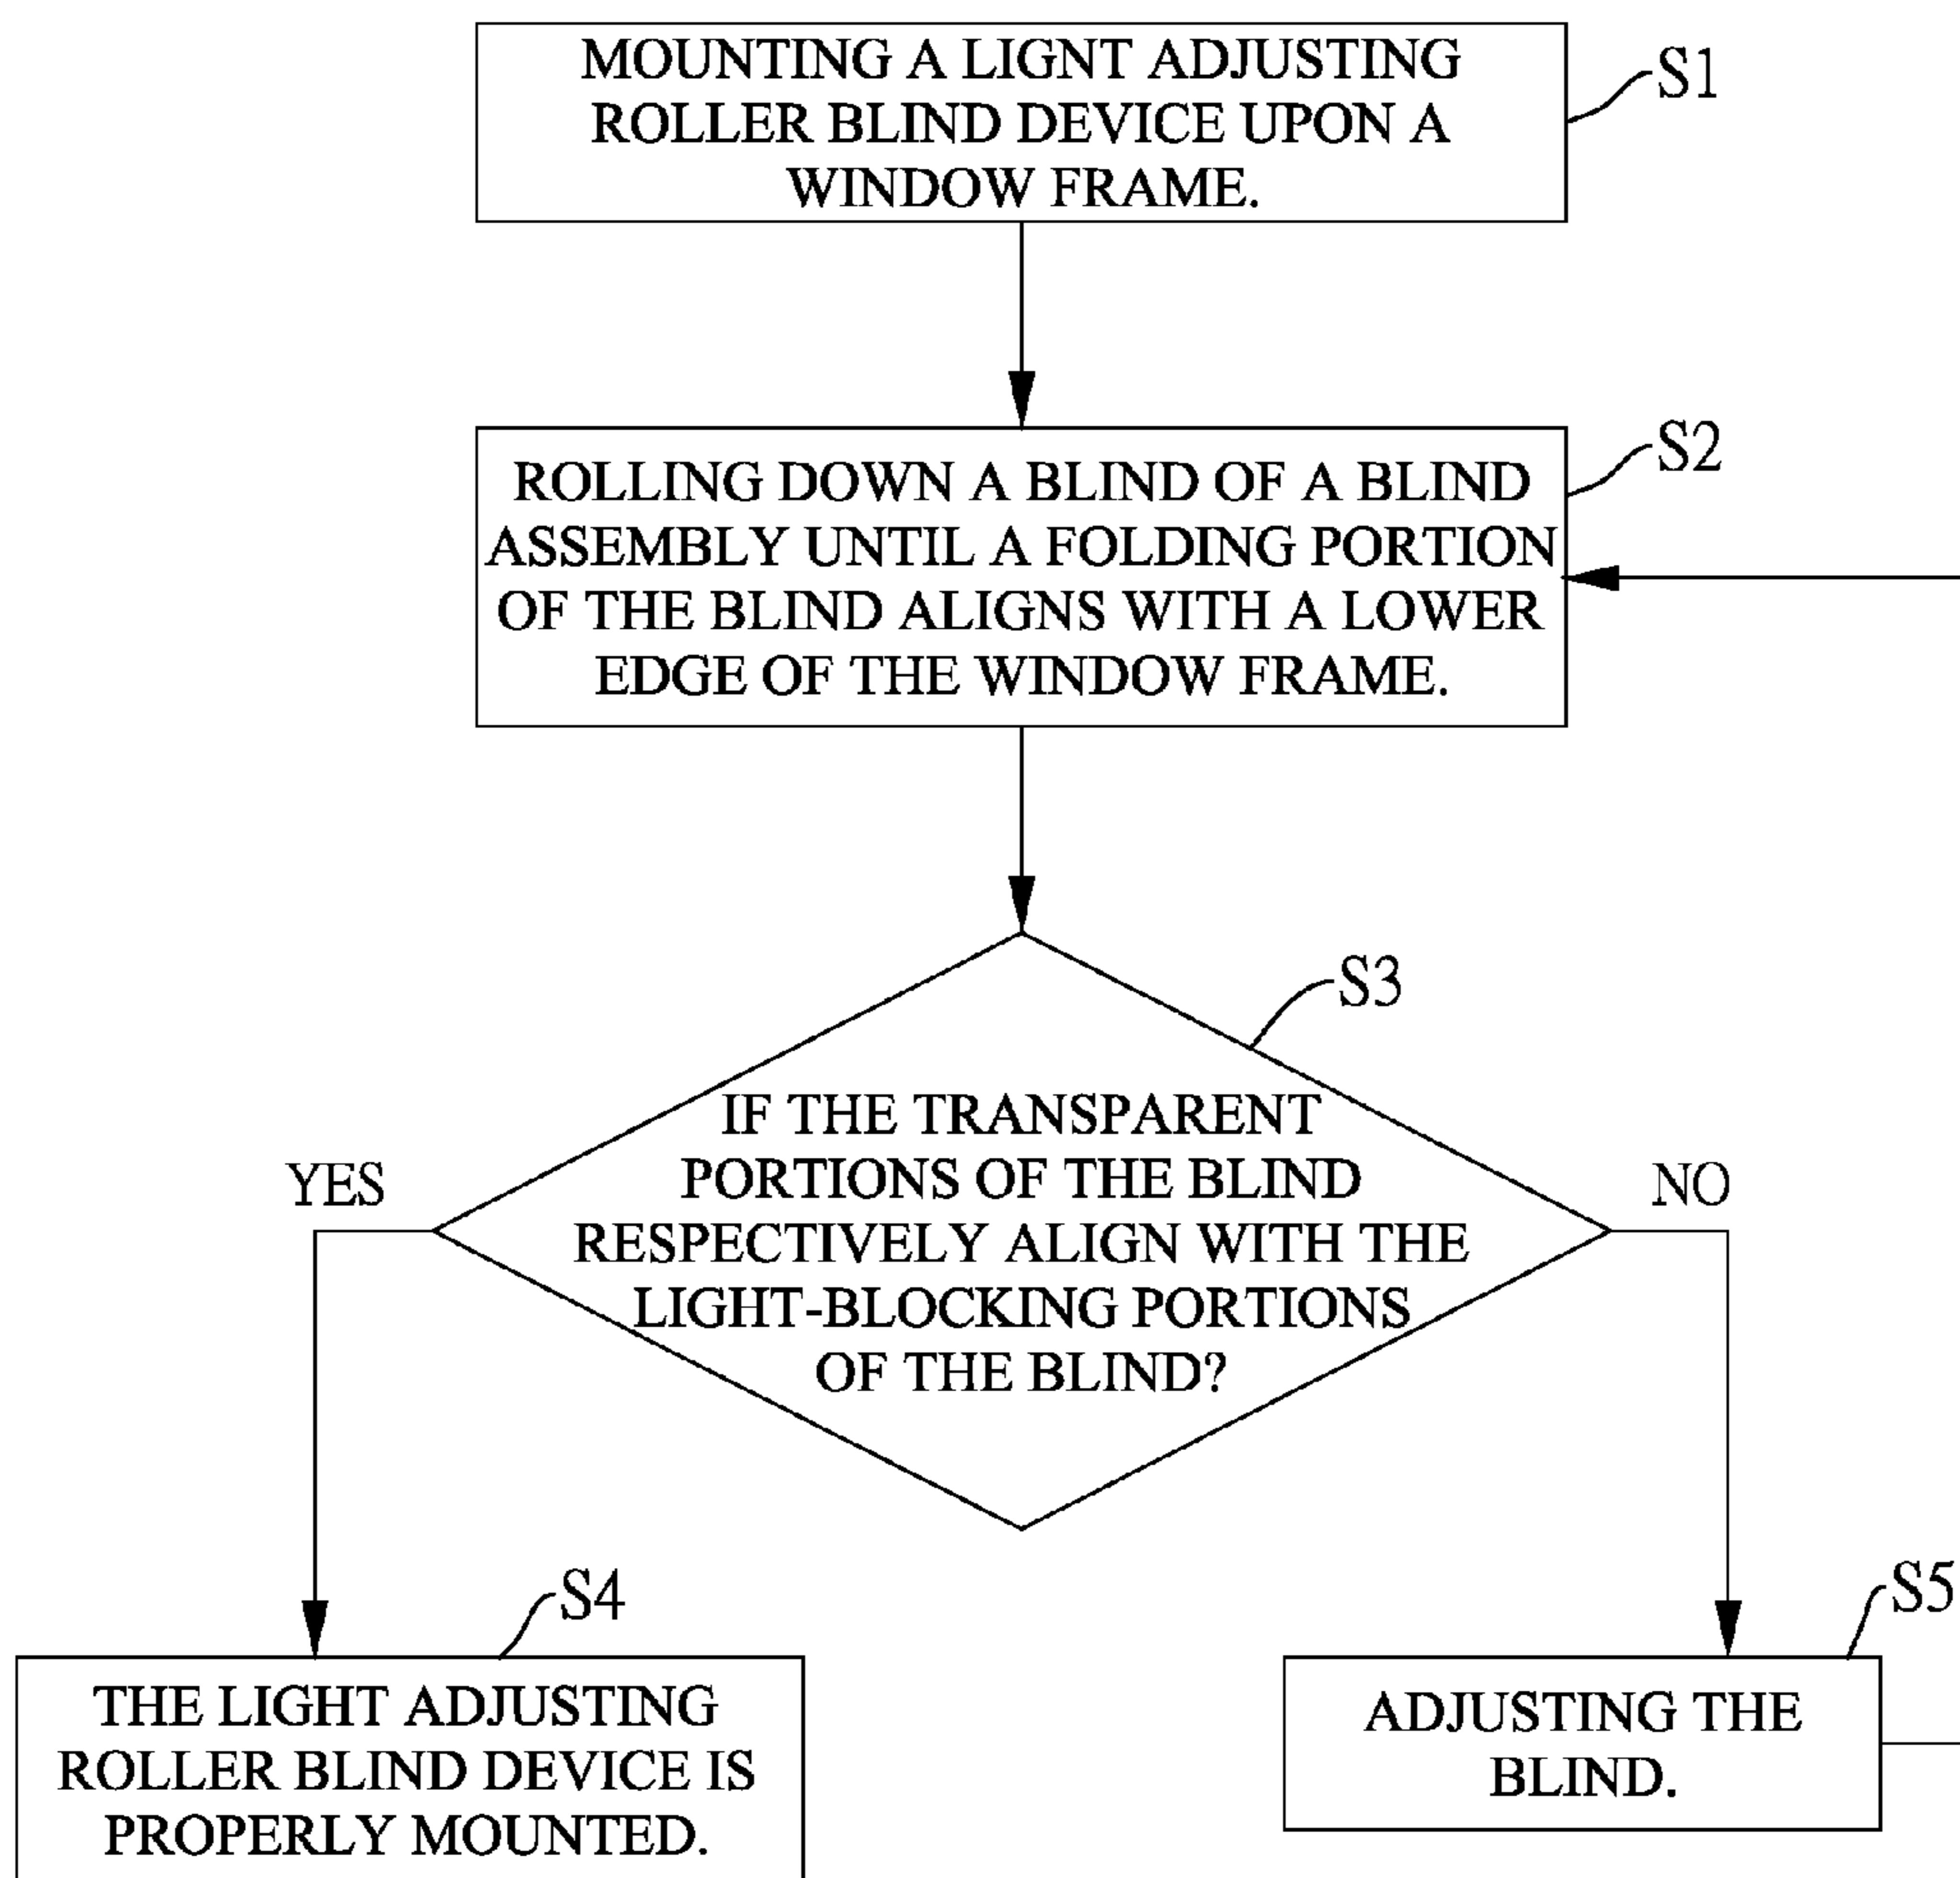 MOUNTING A LIGNT ADJUSTING
ROLLER BLIND DEVICE UPON A
WINDOW FRAME.
S1
ROLLING DOWN A BLIND OF A BLIND
ASSEMBLY UNTIL A FOLDING PORTION
OF THE BLIND ALIGNS WITH A LOWER
EDGE OF THE WINDOW FRAME.
S2
S3
IF THE TRANSPARENT
PORTIONS OF THE BLIND
RESPECTIVELY ALIGN WITH THE
LIGHT-BLOCKING PORTIONS
OF THE BLIND?
YES
NO
S4
THE LIGHT ADJUSTING
ROLLER BLIND DEVICE IS
PROPERLY MOUNTED.
S5
ADJUSTING THE
BLIND.